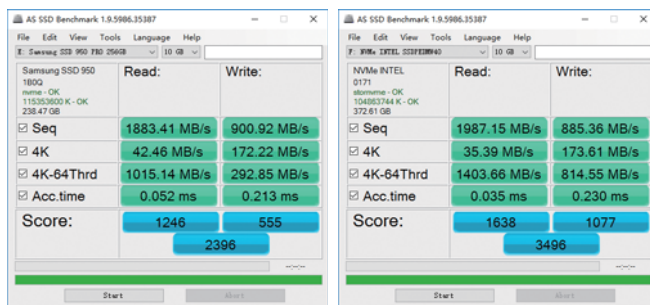 AS SSD Benchmark 1.9.5986.35387
File Edit View Tools Language Help
E: Samsung SSD 950 PRO 256GB 10 GB
Samsung SSD 950
1B0Q
nvme - OK
115353600 K - OK
238.47 GB
Read: Write:
Seq 1883.41 MB/s 900.92 MB/s
4K 42.46 MB/s 172.22 MB/s
4K-64Thrd 1015.14 MB/s 292.85 MB/s
Acc.time 0.052 ms 0.213 ms
Score: 1246 555
2396
--:--:--
Start Abort
AS SSD Benchmark 1.9.5986.35387
File Edit View Tools Language Help
F: NVMe INTEL 10 GB
NVMe INTEL
0171
stornvme - OK
104863744 K - OK
372.61 GB
Read: Write:
Seq 1987.15 MB/s 885.36 MB/s
4K 35.39 MB/s 173.61 MB/s
4K-64Thrd 1403.66 MB/s 814.55 MB/s
Acc.time 0.035 ms 0.230 ms
Score: 1638 1077
3496
--:--:--
Start Abort